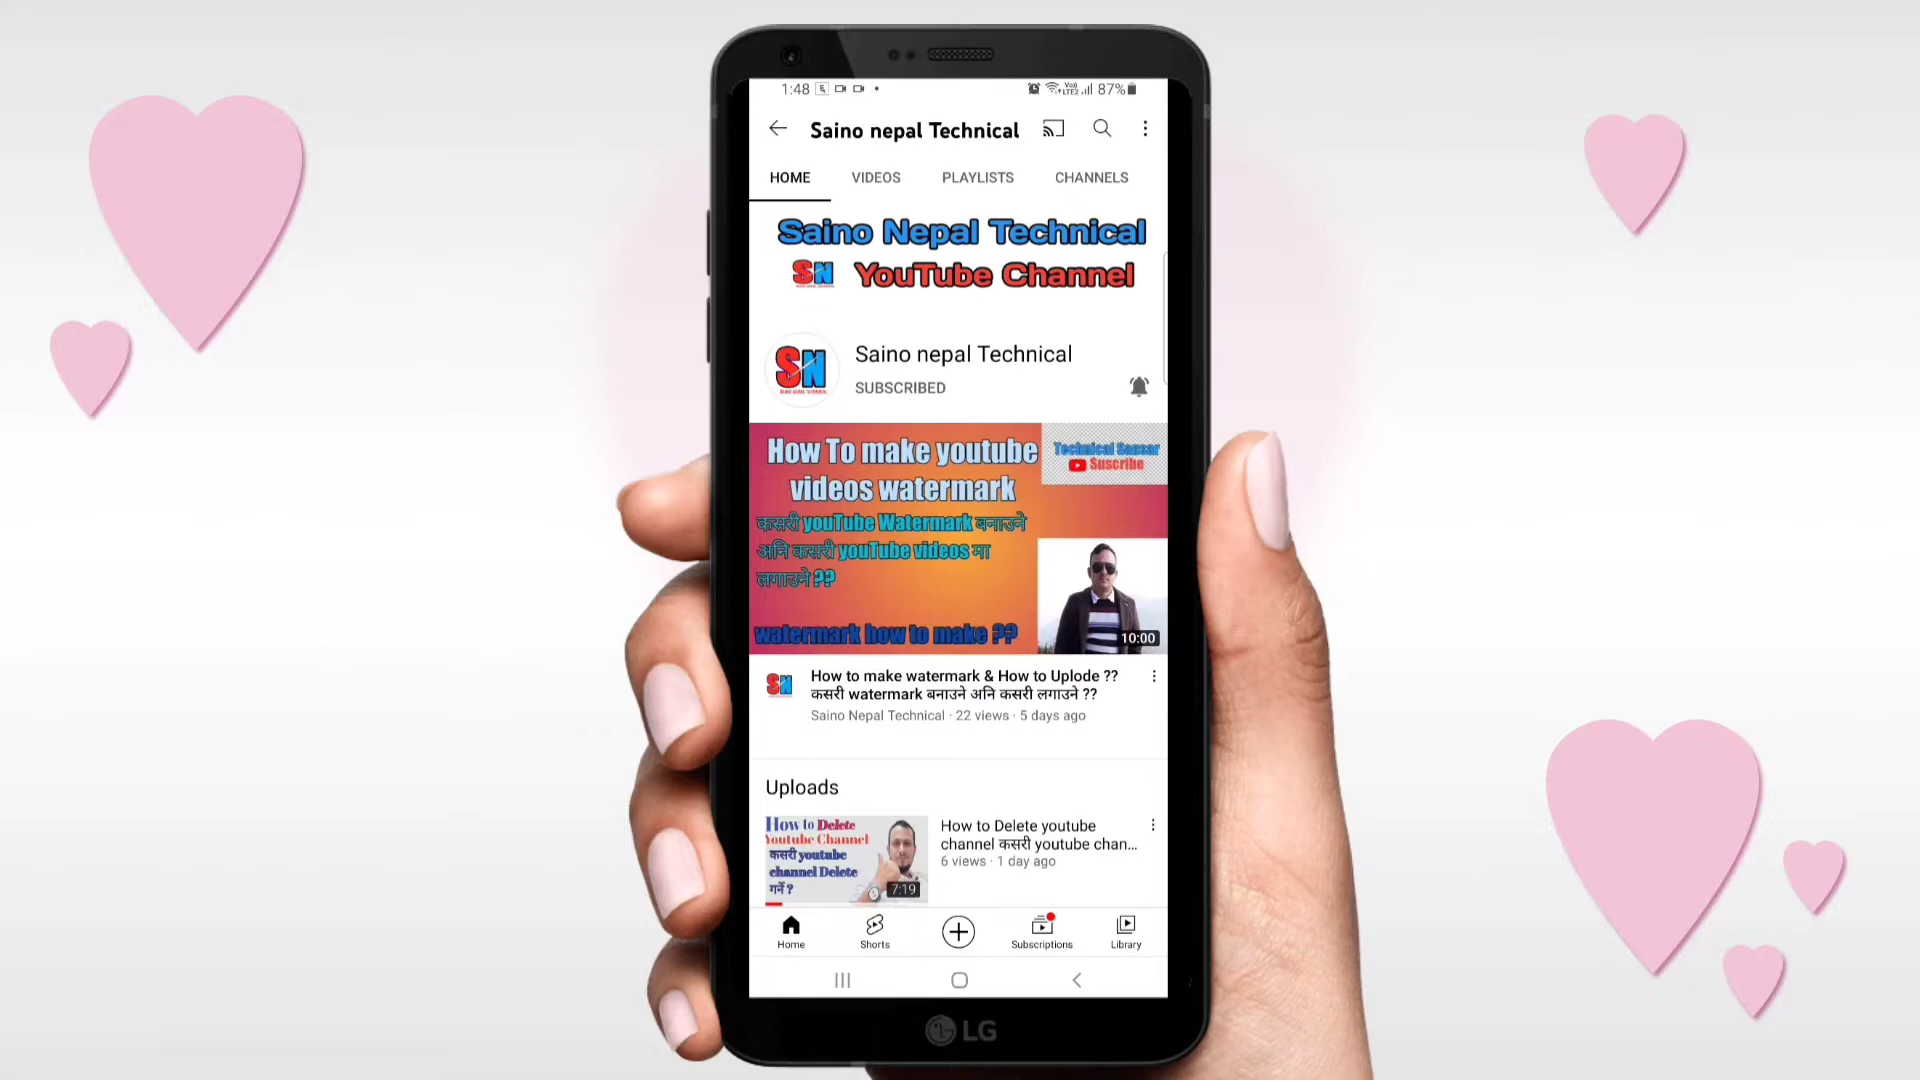 1:48
87%
Saino nepal Technical
HOME VIDEOS PLAYLISTS CHANNELS
Saino Nepal Technical
SN YouTube Channel
SN
Saino nepal Technical
SUBSCRIBED
How To make youtube
videos watermark
Technical Sansar
Suscribe
कसरी youTube Watermark बनाउने
अनि कसरी youTube videos मा
लगाउने ??
watermark how to make ??
10:00
SN
How to make watermark & How to Uplode ??
कसरी watermark बनाउने अनि कसरी लगाउने ??
Saino Nepal Technical · 22 views · 5 days ago
Uploads
How to Delete
Youtube Channel
कसरी youtube
channel Delete
गर्ने ?
7:19
How to Delete youtube
channel कसरी youtube chan...
6 views · 1 day ago
Home Shorts Subscriptions Library
LG